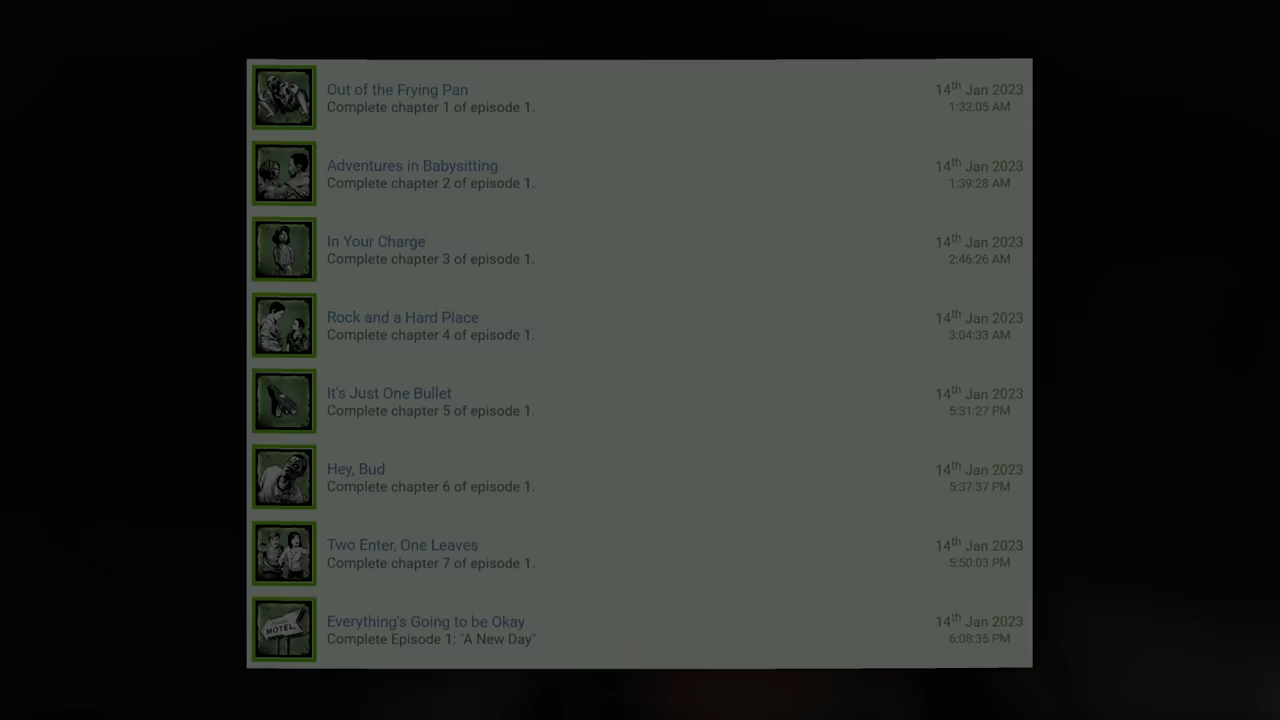 Out of the Frying Pan
Complete chapter 1 of episode 1.
14th Jan 2023
1:32:05 AM
Adventures in Babysitting
Complete chapter 2 of episode 1.
14th Jan 2023
1:39:28 AM
In Your Charge
Complete chapter 3 of episode 1.
14th Jan 2023
2:46:26 AM
Rock and a Hard Place
Complete chapter 4 of episode 1.
14th Jan 2023
3:04:33 AM
It's Just One Bullet
Complete chapter 5 of episode 1.
14th Jan 2023
5:31:27 PM
Hey, Bud
Complete chapter 6 of episode 1.
14th Jan 2023
5:37:37 PM
Two Enter, One Leaves
Complete chapter 7 of episode 1.
14th Jan 2023
5:50:03 PM
MOTEL
Everything's Going to be Okay
Complete Episode 1: "A New Day"
14th Jan 2023
6:08:35 PM